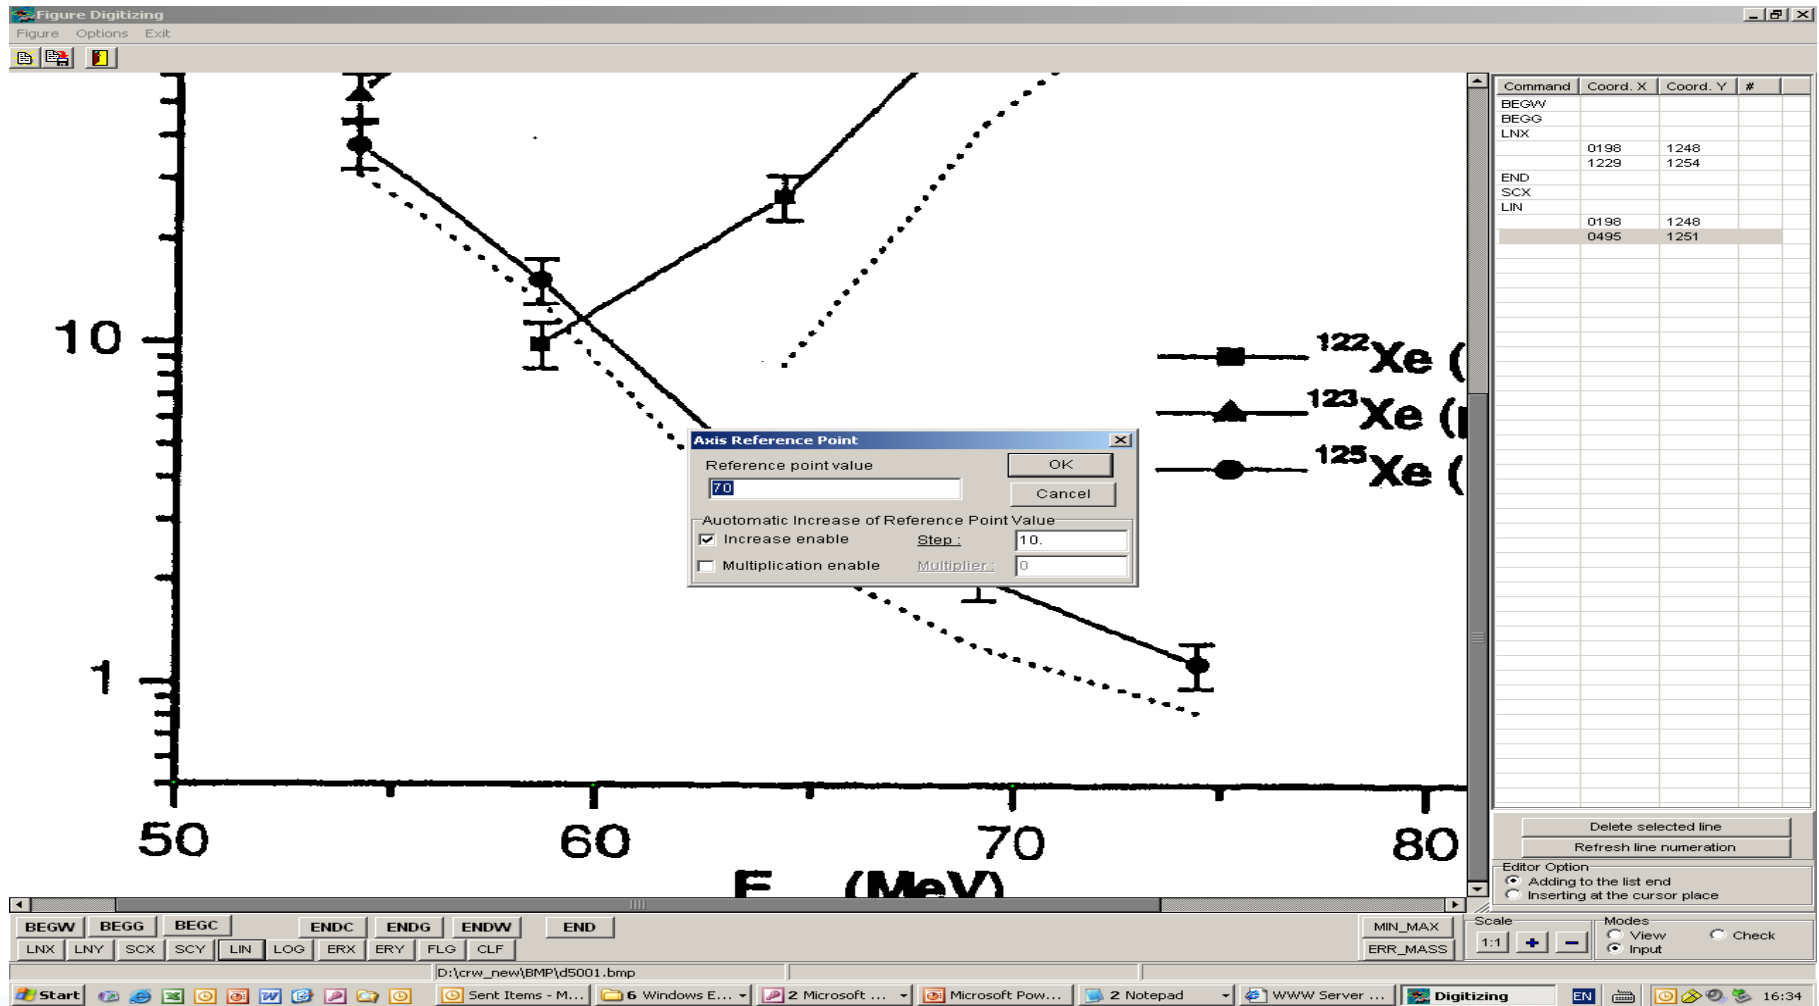 Figure Digitizing
Figure Options Exit
Command Coord. X Coord. Y #
BEGW
BEGG
LNX
0198 1248
1229 1254
END
SCX
LIN
0198 1248
0495 1251
10
1
122Xe (
123Xe (
125Xe (
Axis Reference Point
Reference point value
70
OK
Cancel
Auotomatic Increase of Reference Point Value
Increase enable Step : 10.
Multiplication enable Multiplier : 0
50 60 70 80
(MeV)
Delete selected line
Refresh line numeration
Editor Option
Adding to the list end
Inserting at the cursor place
BEGW BEGG BEGC ENDC ENDG ENDW END MIN_MAX
LNX LNY SCX SCY LIN LOG ERX ERY FLG CLF ERR_MASS
Scale
1:1 + −
Modes
View Check
Input
D:\crw_new\BMP\d5001.bmp
Start Sent Items - M... 6 Windows E... 2 Microsoft ... Microsoft Pow... 2 Notepad WWW Server ... Digitizing EN 16:34